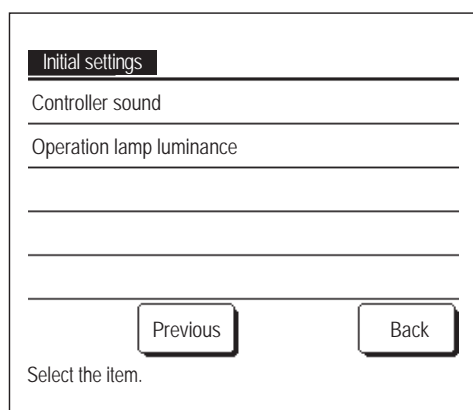 Initial settings
Controller sound
Operation lamp luminance
Previous Back
Select the item.